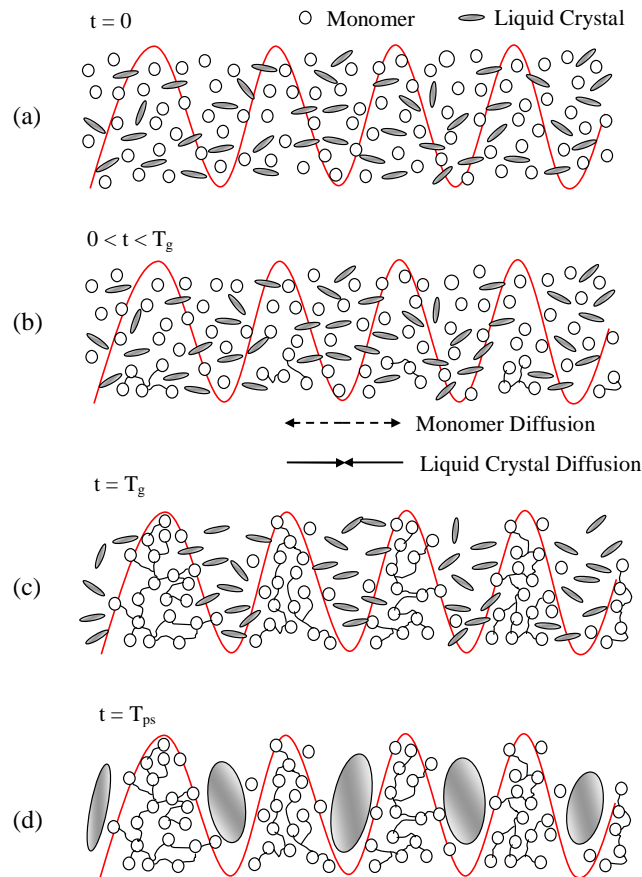 t = 0
Monomer
Liquid Crystal
(a)
0 < t < Tg
(b)
Monomer Diffusion
Liquid Crystal Diffusion
t = Tg
(c)
t = Tps
(d)